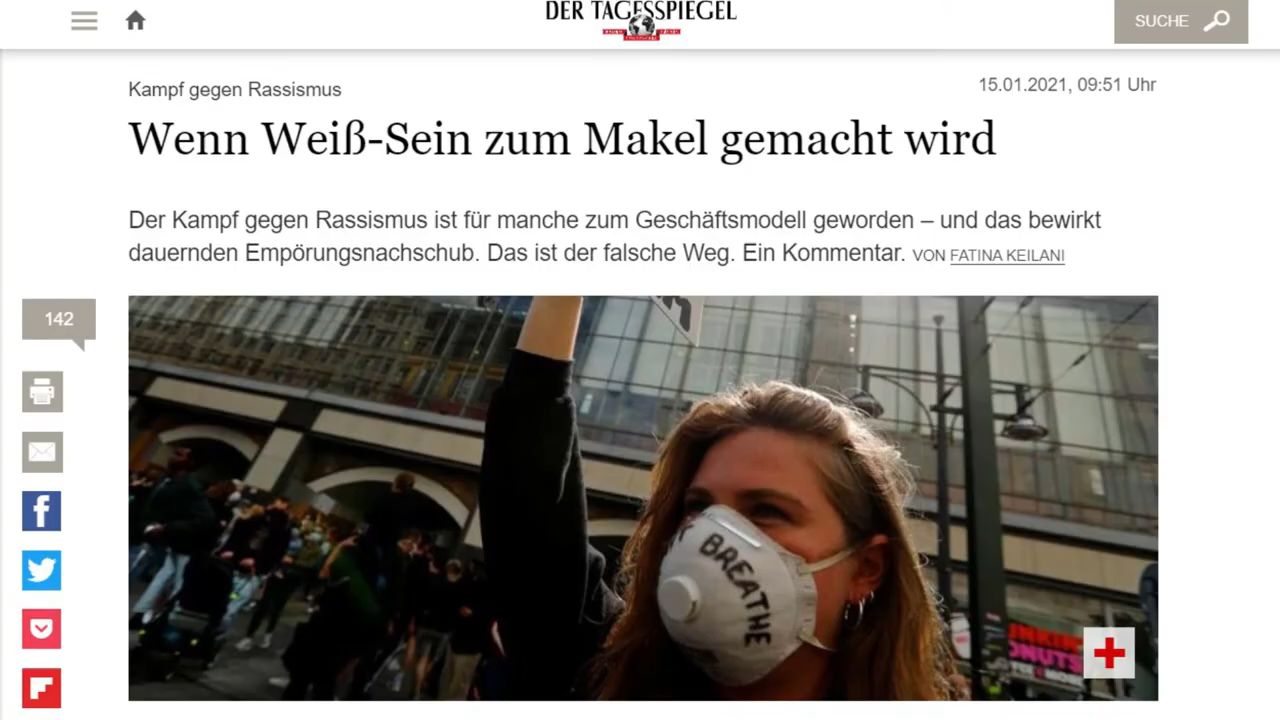 DER TAGESSPIEGEL
SUCHE
Kampf gegen Rassismus
15.01.2021, 09:51 Uhr
Wenn Weiß-Sein zum Makel gemacht wird
Der Kampf gegen Rassismus ist für manche zum Geschäftsmodell geworden – und das bewirkt
dauernden Empörungsnachschub. Das ist der falsche Weg. Ein Kommentar. VON FATINA KEILANI
142
BREATHE